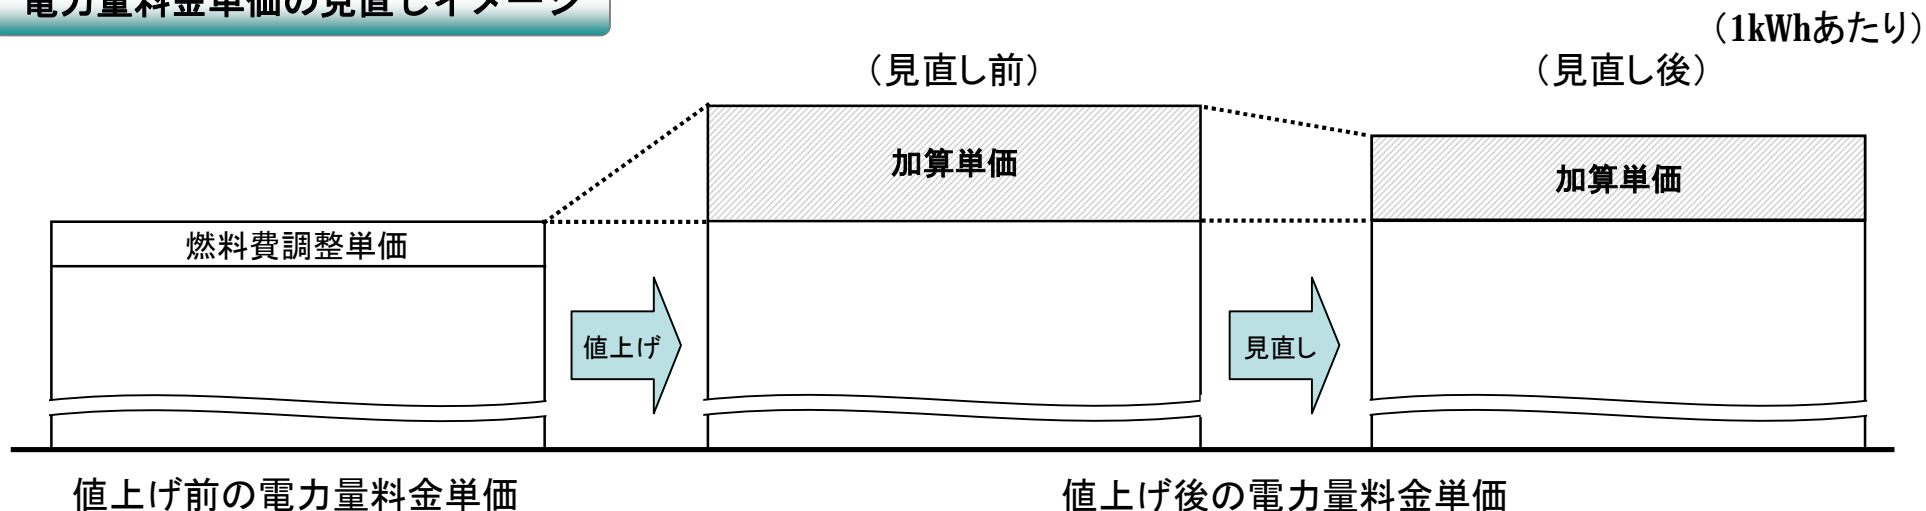 電力量料金単価の見直しイメージ
（1kWhあたり）
（見直し前）
（見直し後）
加算単価
加算単価
燃料費調整単価
値上げ
見直し
値上げ前の電力量料金単価
値上げ後の電力量料金単価